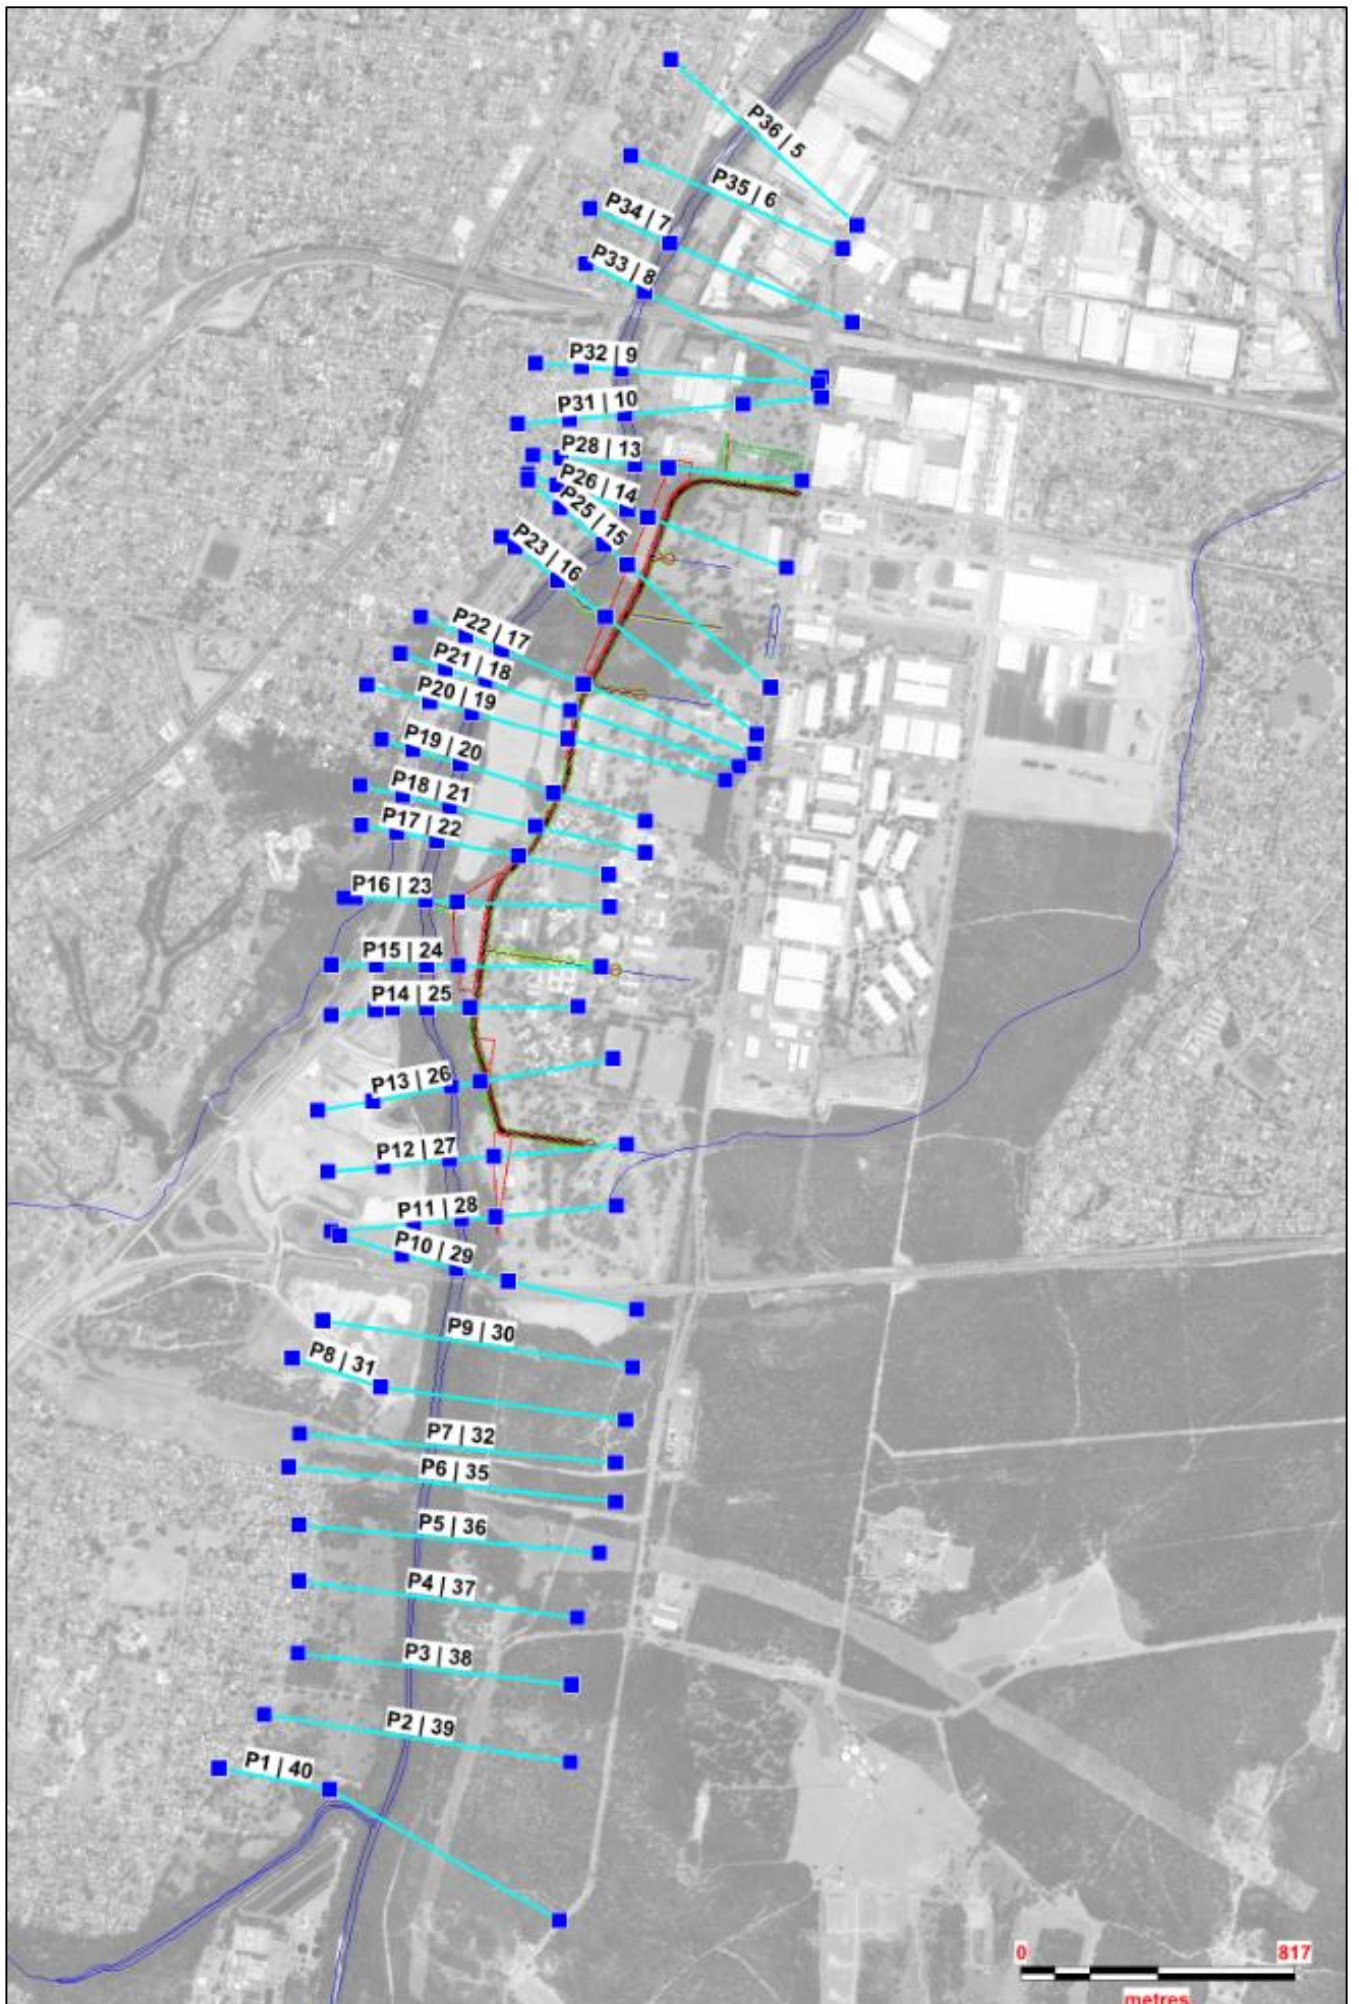 P36 | 5
P35 | 6
P34 | 7
P33 | 8
P32 | 9
P31 | 10
P28 | 13
P26 | 14
P25 | 15
P23 | 16
P22 | 17
P21 | 18
P20 | 19
P19 | 20
P18 | 21
P17 | 22
P16 | 23
P15 | 24
P14 | 25
P13 | 26
P12 | 27
P11 | 28
P10 | 29
P9 | 30
P8 | 31
P7 | 32
P6 | 35
P5 | 36
P4 | 37
P3 | 38
P2 | 39
P1 | 40
0 817
metres